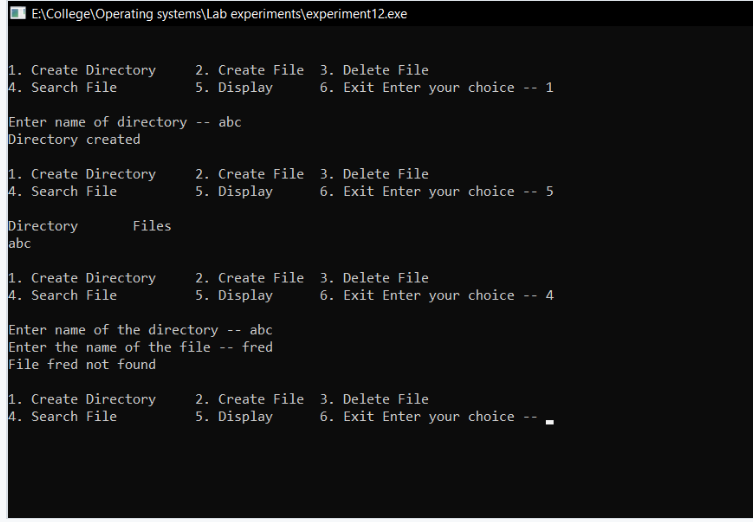 E:\College\Operating systems\Lab experiments\experiment12.exe
1. Create Directory 2. Create File 3. Delete File
4. Search File 5. Display 6. Exit Enter your choice -- 1
Enter name of directory -- abc
Directory created
1. Create Directory 2. Create File 3. Delete File
4. Search File 5. Display 6. Exit Enter your choice -- 5
Directory Files
abc
1. Create Directory 2. Create File 3. Delete File
4. Search File 5. Display 6. Exit Enter your choice -- 4
Enter name of the directory -- abc
Enter the name of the file -- fred
File fred not found
1. Create Directory 2. Create File 3. Delete File
4. Search File 5. Display 6. Exit Enter your choice --